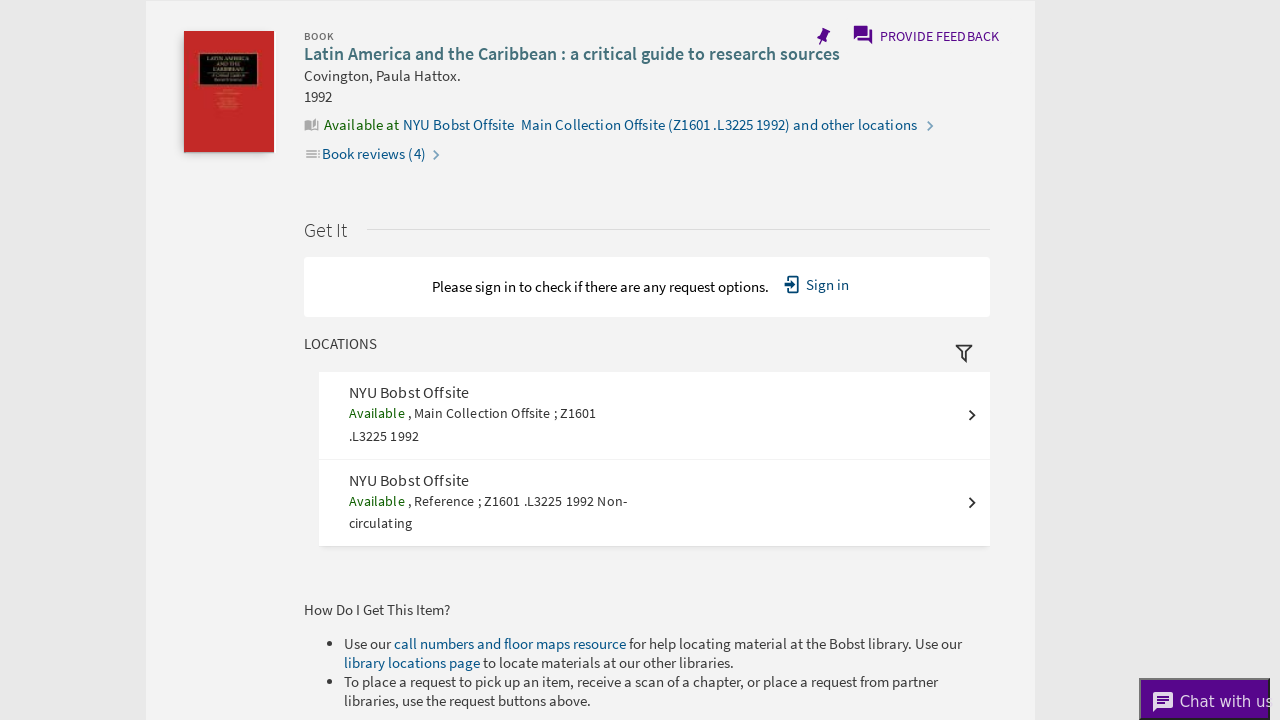 LATIN AMERICA
AND THE
CARIBBEAN
BOOK
PROVIDE FEEDBACK
Latin America and the Caribbean : a critical guide to research sources
Covington, Paula Hattox.
1992
Available at NYU Bobst Offsite Main Collection Offsite (Z1601 .L3225 1992) and other locations
Book reviews (4)
Get It
Please sign in to check if there are any request options. Sign in
LOCATIONS
NYU Bobst Offsite
Available , Main Collection Offsite ; Z1601
.L3225 1992
NYU Bobst Offsite
Available , Reference ; Z1601 .L3225 1992 Non-
circulating
How Do I Get This Item?
Use our call numbers and floor maps resource for help locating material at the Bobst library. Use our
library locations page to locate materials at our other libraries.
To place a request to pick up an item, receive a scan of a chapter, or place a request from partner
libraries, use the request buttons above.
Chat with us